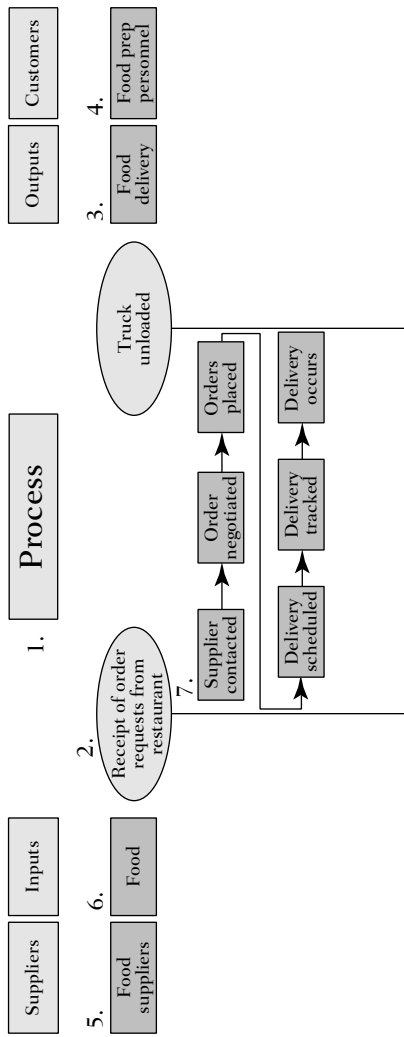 Suppliers
Inputs
1.
Process
Outputs
Customers
5.
Food
suppliers
6.
Food
2.
Receipt of order
requests from
restaurant
Truck
unloaded
3.
Food
delivery
4.
Food prep
personnel
7.
Supplier
contacted
Order
negotiated
Orders
placed
Delivery
scheduled
Delivery
tracked
Delivery
occurs